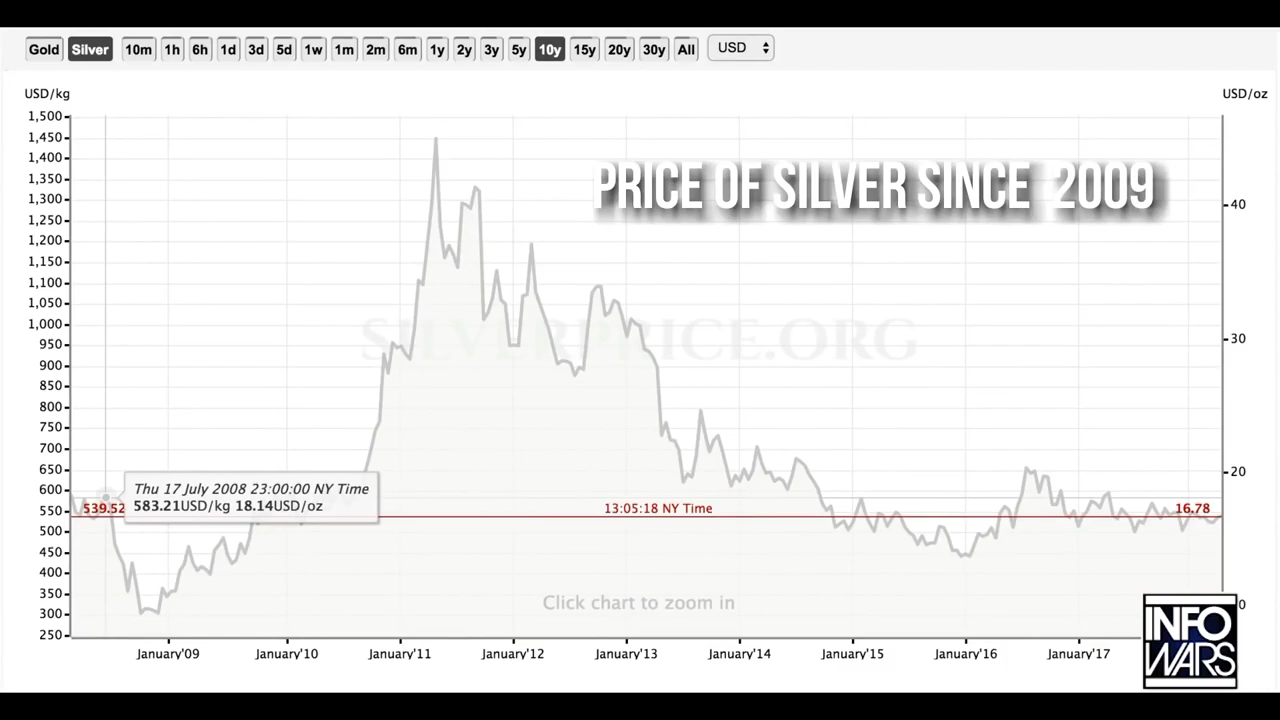 Gold Silver 10m 1h 6h 1d 3d 5d 1w 1m 2m 6m 1y 2y 3y 5y 10y 15y 20y 30y All USD
USD/kg USD/oz
1,500
1,450
1,400
1,350
PRICE OF SILVER SINCE 2009
1,300
40
1,250
1,200
1,150
1,100
1,050
1,000
SILVERPRICE.ORG
30
950
900
850
800
750
700
650
20
600
Thu 17 July 2008 23:00:00 NY Time
583.21USD/kg 18.14USD/oz
539.52 13:05:18 NY Time 16.78
550
500
450
400
350
Click chart to zoom in
0
300
250
January'09 January'10 January'11 January'12 January'13 January'14 January'15 January'16 January'17
INFO
WARS